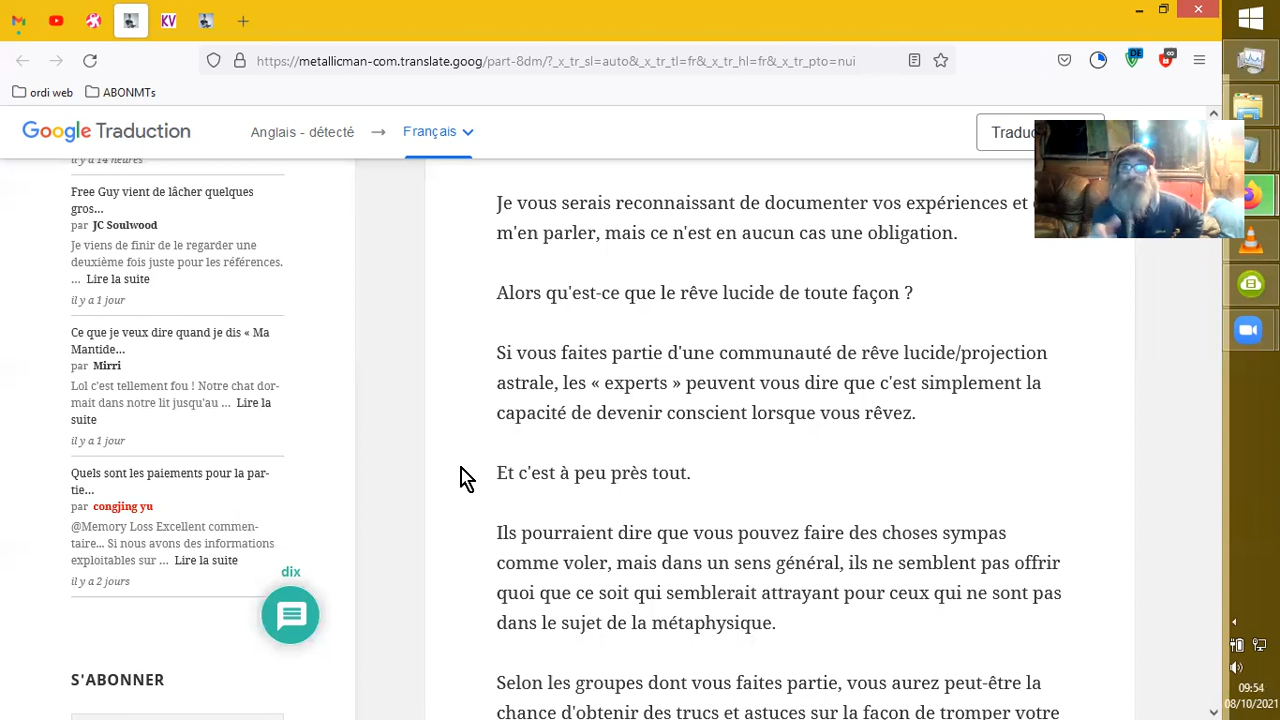 KV
https://metallicman-com.translate.goog/part-8dm/?_x_tr_sl=auto&_x_tr_tl=fr&_x_tr_hl=fr&_x_tr_pto=nui
DE
ordi web
ABONMTs
Google Traduction
Anglais - détecté
Français
il y a 14 heures
Free Guy vient de lâcher quelques
gros…
par JC Soulwood
Je viens de finir de le regarder une
deuxième fois juste pour les références.
… Lire la suite
il y a 1 jour
Ce que je veux dire quand je dis « Ma
Mantide…
par Mirri
Lol c'est tellement fou ! Notre chat dor-
mait dans notre lit jusqu'au … Lire la
suite
il y a 1 jour
Quels sont les paiements pour la par-
tie…
par congjing yu
@Memory Loss Excellent commen-
taire... Si nous avons des informations
exploitables sur … Lire la suite
il y a 2 jours
dix
S'ABONNER
Je vous serais reconnaissant de documenter vos expériences et
m'en parler, mais ce n'est en aucun cas une obligation.
Alors qu'est-ce que le rêve lucide de toute façon ?
Si vous faites partie d'une communauté de rêve lucide/projection
astrale, les « experts » peuvent vous dire que c'est simplement la
capacité de devenir conscient lorsque vous rêvez.
Et c'est à peu près tout.
Ils pourraient dire que vous pouvez faire des choses sympas
comme voler, mais dans un sens général, ils ne semblent pas offrir
quoi que ce soit qui semblerait attrayant pour ceux qui ne sont pas
dans le sujet de la métaphysique.
Selon les groupes dont vous faites partie, vous aurez peut-être la
chance d'obtenir des trucs et astuces sur la façon de tromper votre
09:54
08/10/2021